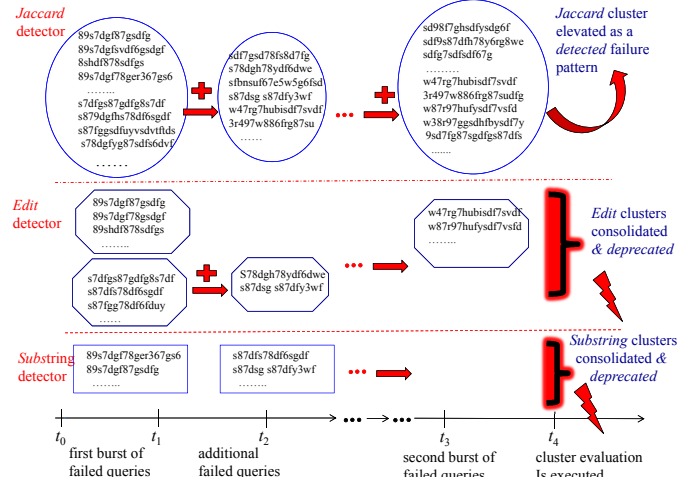 Jaccard
detector
89s7dgf87gsdfg
89s7dgfsvdf6gsdgf
8shdf878sdfgs
89s7dgf78ger367gs6
........
s7dfgs87gdfg8s7df
s879dgfhs78df6sgdf
s87fggsdfuyvsdvtftds
s78dgfyg87sdfs6dvf
......
sdf7gsd78fs8d7fg
s78dgh78ydf6dwe
sfbnsuf67e5w5g6fsd
s87dsg s87dfy3wf
w47rg7hubisdf7svdf
3r497w886frg87su
...
sd98f7ghsdfysdg6f
sdf9s87dfh78y6rg8we
sdfg7sdfsdf67g
.........
w47rg7hubisdf7svdf
3r497w886frg87sudfg
w87r97hufysdf7vsfd
w38r97ggsdhfbysdf7y
9sd7fg87sgdfgs87dfs
.......
Jaccard cluster
elevated as a
detected failure
pattern
Edit
detector
89s7dgf87gsdfg
89s7dgf78gsdgf
89shdf878sdfgs
........
s7dfgs87gdfg8s7df
s87dfs78df6sgdf
s87fgg78df6fduy
......
S78dgh78ydf6dwe
s87dsg s87dfy3wf
...
w47rg7hubisdf7svdf
w87r97hufysdf7vsfd
........
Edit clusters
consolidated
& deprecated
Substring
detector
89s7dgf78ger367gs6
89s7dgf87gsdfg
........
s87dfs78df6sgdf
s87dsg s87dfy3wf
........
...
Substring clusters
consolidated &
deprecated
... ...
t0 t1 t2 t3 t4
first burst of
failed queries
additional
failed queries
second burst of
failed queries
cluster evaluation
Is executed